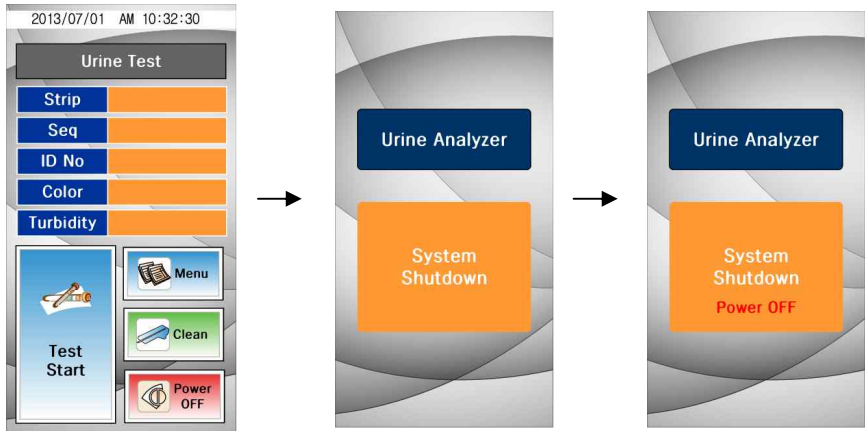 2013/07/01 AM 10:32:30
Urine Test
Strip
Seq
ID No
Color
Turbidity
Test
Start
Menu
Clean
Power
OFF
Urine Analyzer
System
Shutdown
Urine Analyzer
System
Shutdown
Power OFF